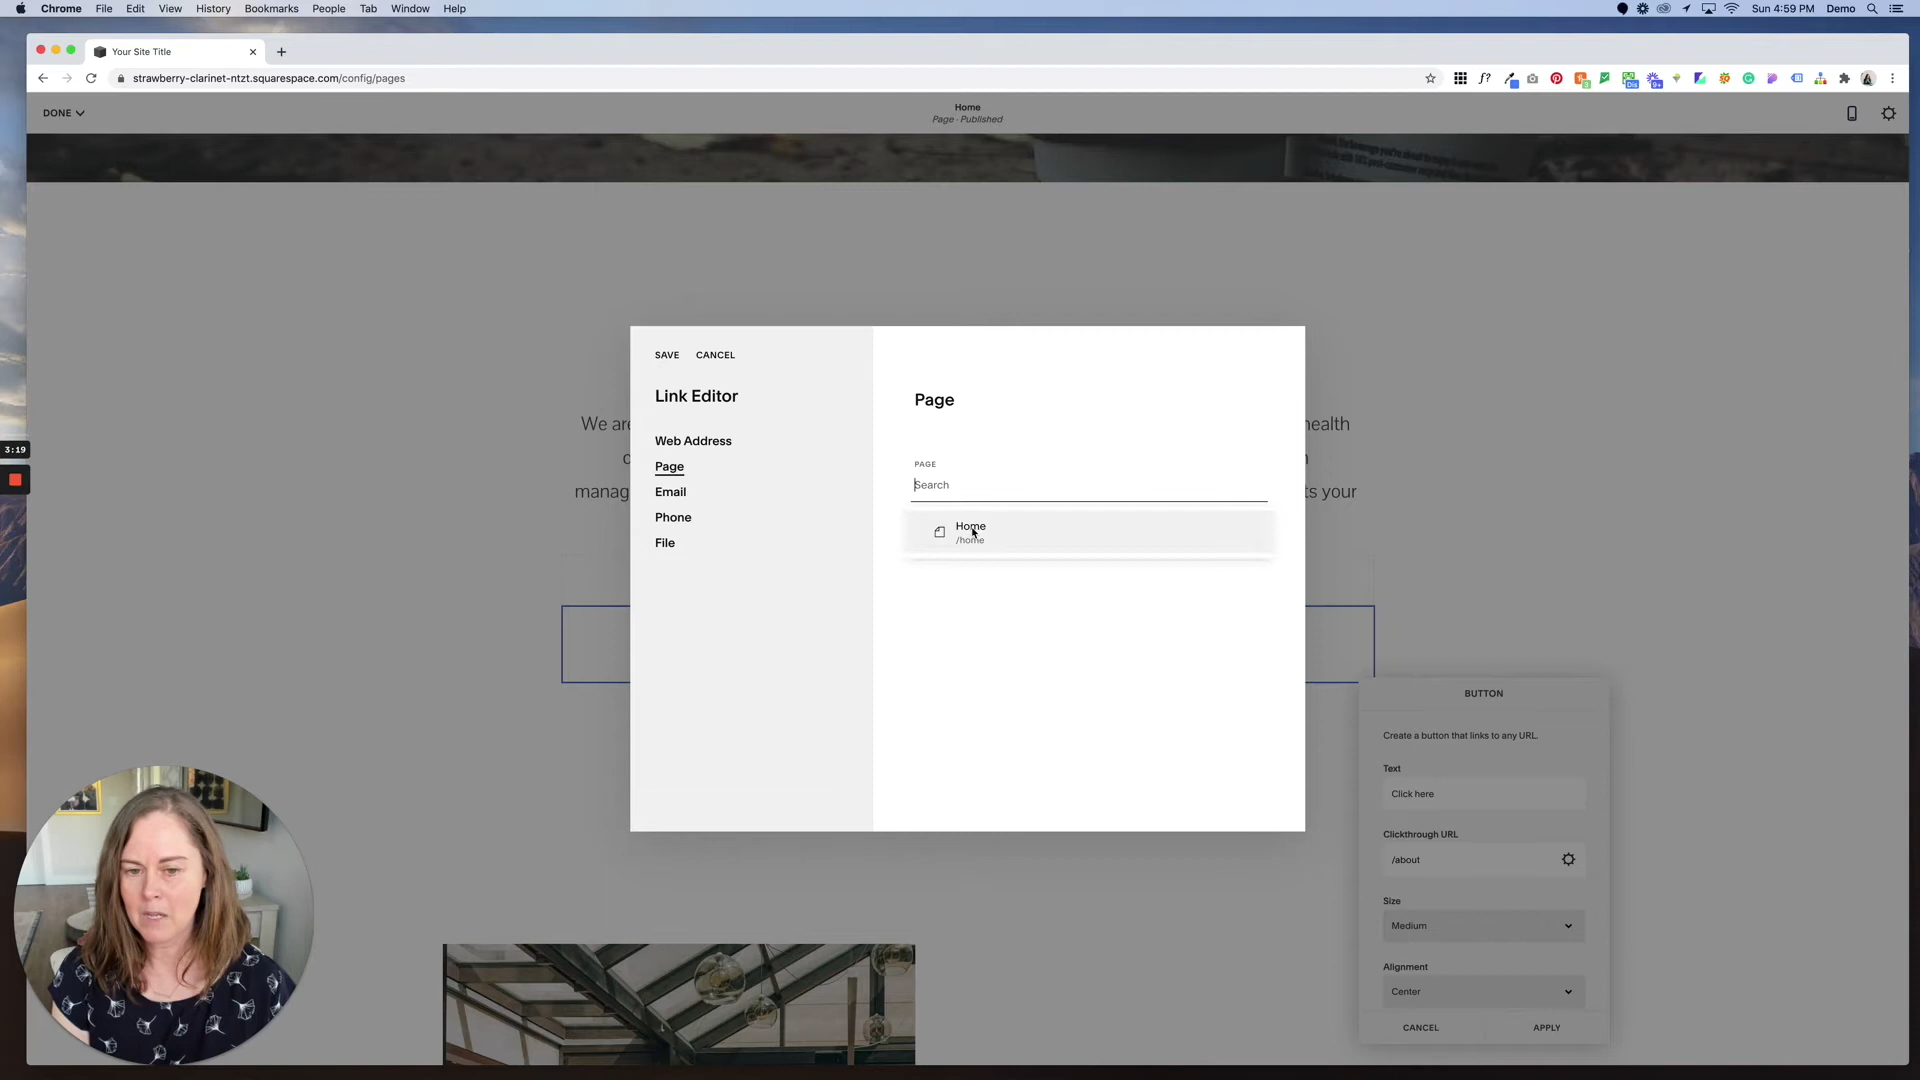 Chrome File Edit View History Bookmarks People Tab Window Help
Sun 4:59 PM Demo
Your Site Title
strawberry-clarinet-ntzt.squarespace.com/config/pages
f?
DONE
Home
Page · Published
We are
health
manag
ts your
SAVE CANCEL
Link Editor
Web Address
Page
Email
Phone
File
Page
PAGE
Search
Home
/home
3:19
BUTTON
Create a button that links to any URL.
Text
Click here
Clickthrough URL
/about
Size
Medium
Alignment
Center
CANCEL APPLY